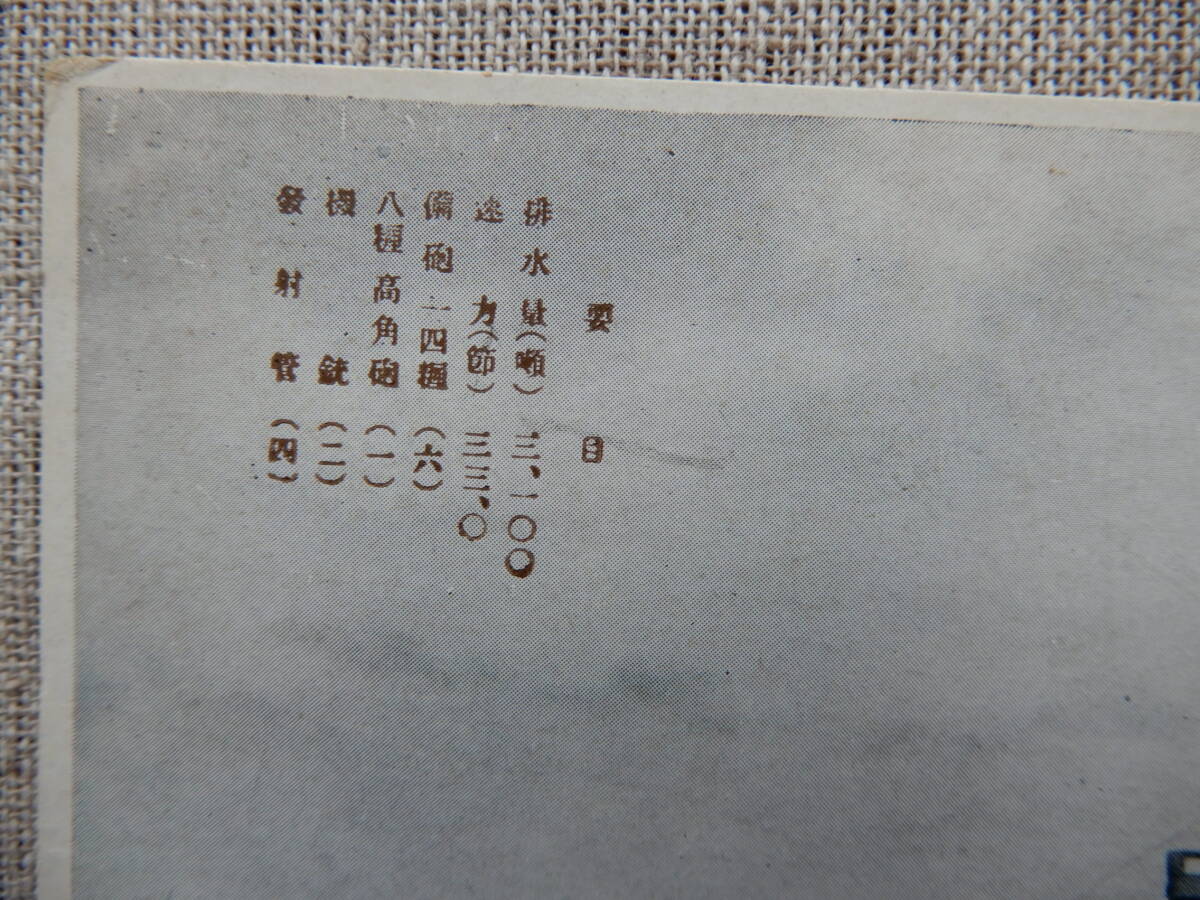 要目
排水量(噸) 三、一〇〇
速力(節) 三三、〇
備砲一四糎 (六)
八糎高角砲 (一)
機銃 (二)
發射管 (四)